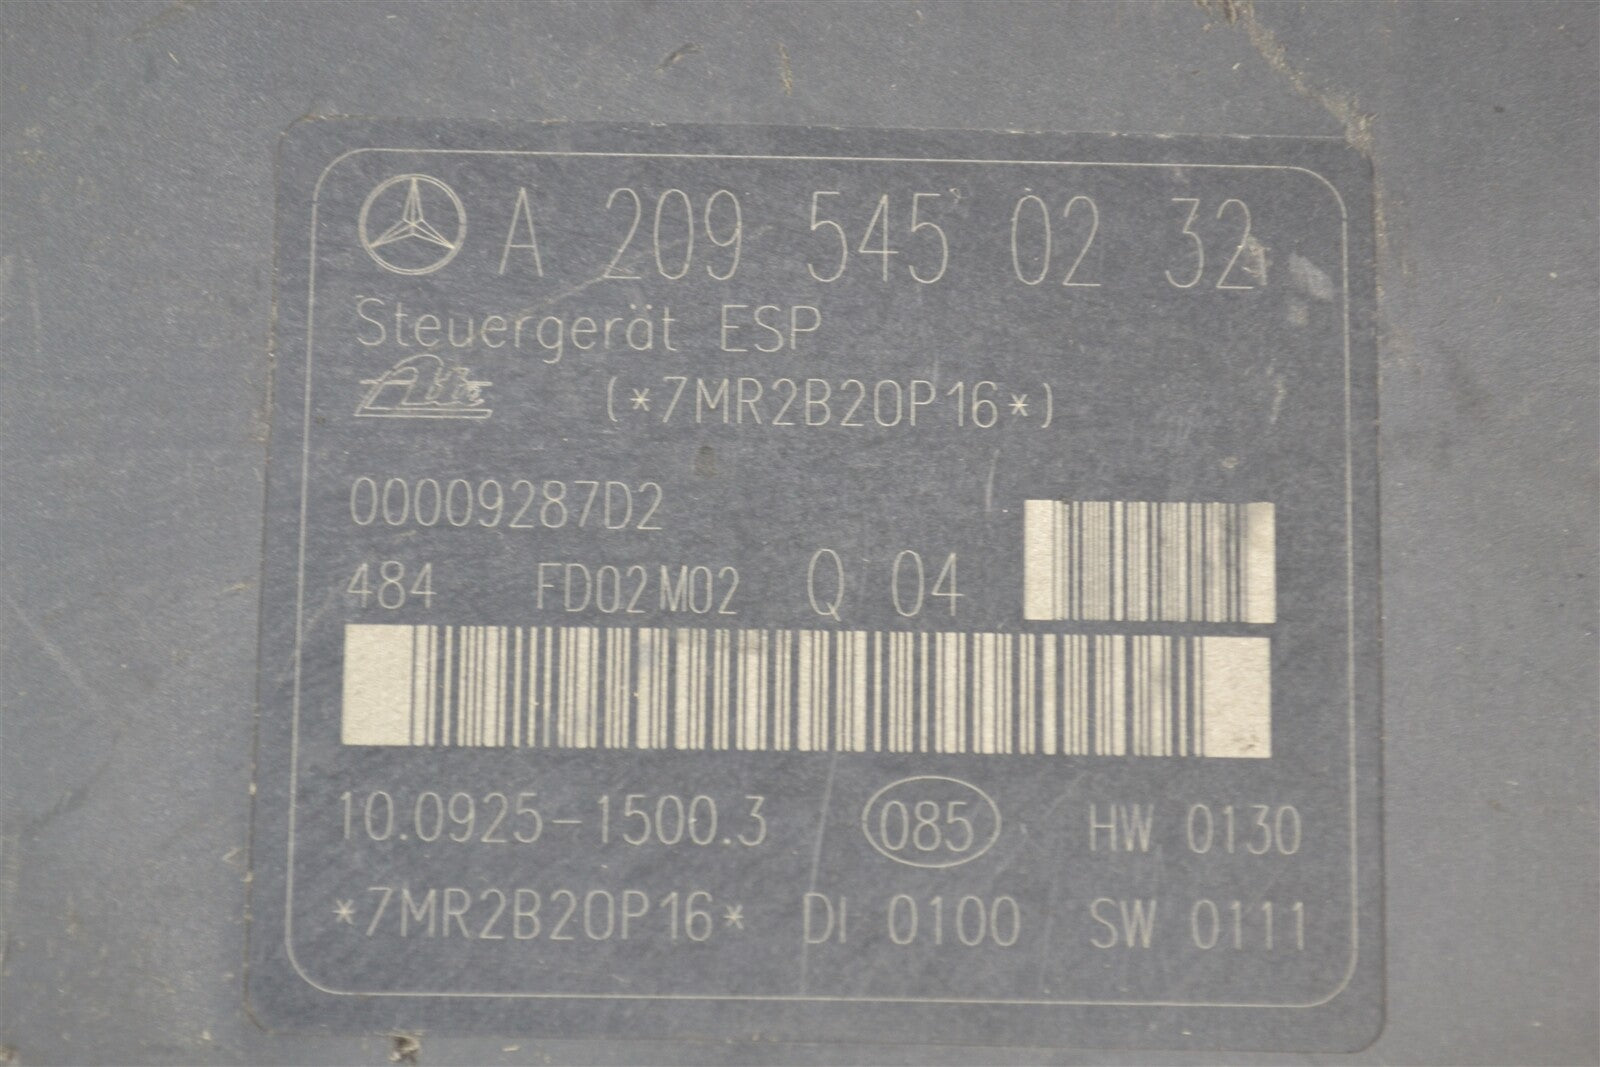 A 209 545 02 32
Steuergerät ESP
Ate (*7MR2B20P16*)
00009287D2
484 FD02M02 Q 04
10.0925-1500.3 085 HW 0130
*7MR2B20P16* DI 0100 SW 0111